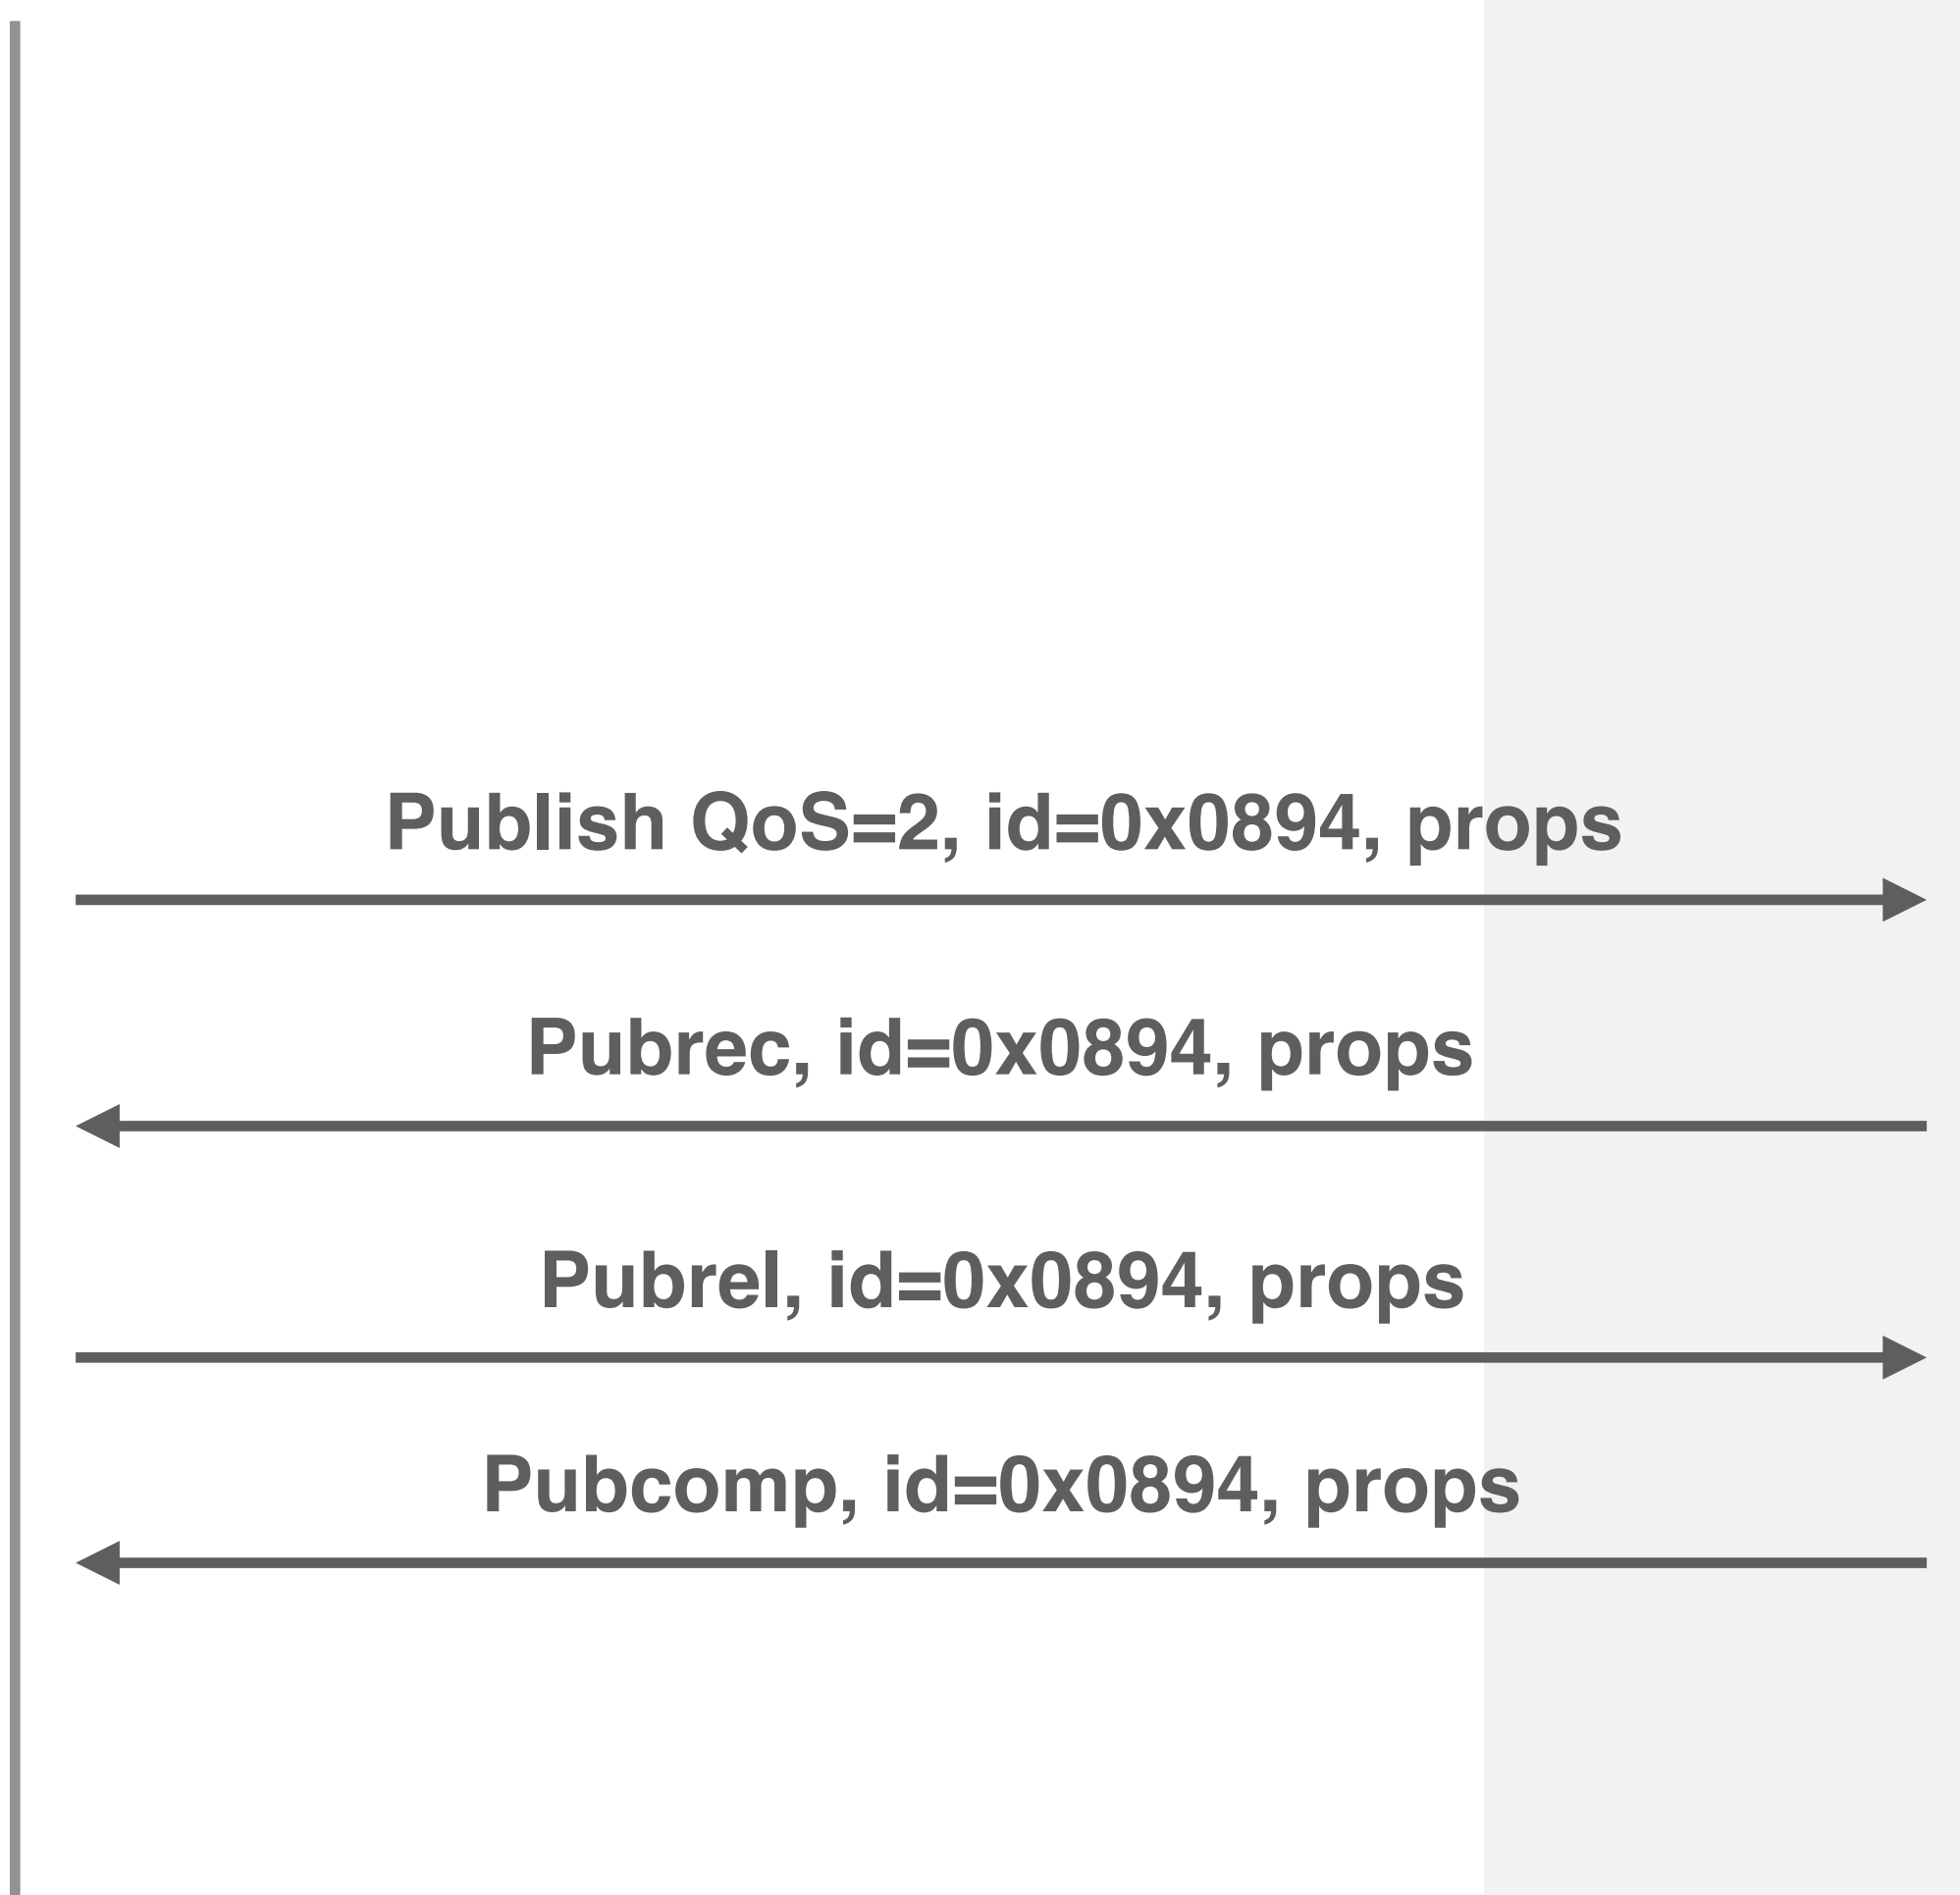 Publish QoS=2, id=0x0894, props
Pubrec, id=0x0894, props
Pubrel, id=0x0894, props
Pubcomp, id=0x0894, props